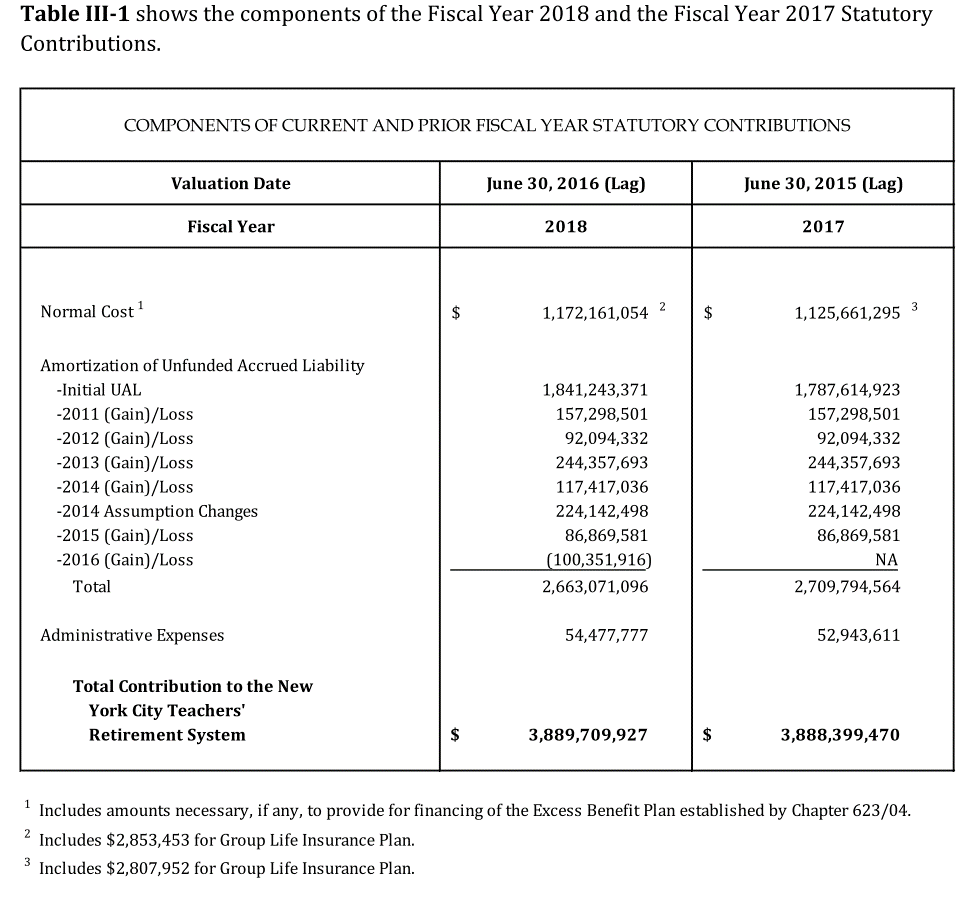 Table III-1 shows the components of the Fiscal Year 2018 and the Fiscal Year 2017 Statutory
Contributions.
COMPONENTS OF CURRENT AND PRIOR FISCAL YEAR STATUTORY CONTRIBUTIONS
Valuation Date June 30, 2016 (Lag) June 30, 2015 (Lag)
Fiscal Year 2018 2017
Normal Cost 1 $ 1,172,161,054 2 $ 1,125,661,295 3
Amortization of Unfunded Accrued Liability
-Initial UAL 1,841,243,371 1,787,614,923
-2011 (Gain)/Loss 157,298,501 157,298,501
-2012 (Gain)/Loss 92,094,332 92,094,332
-2013 (Gain)/Loss 244,357,693 244,357,693
-2014 (Gain)/Loss 117,417,036 117,417,036
-2014 Assumption Changes 224,142,498 224,142,498
-2015 (Gain)/Loss 86,869,581 86,869,581
-2016 (Gain)/Loss (100,351,916) NA
Total 2,663,071,096 2,709,794,564
Administrative Expenses 54,477,777 52,943,611
Total Contribution to the New
York City Teachers'
Retirement System $ 3,889,709,927 $ 3,888,399,470
1 Includes amounts necessary, if any, to provide for financing of the Excess Benefit Plan established by Chapter 623/04.
2 Includes $2,853,453 for Group Life Insurance Plan.
3 Includes $2,807,952 for Group Life Insurance Plan.